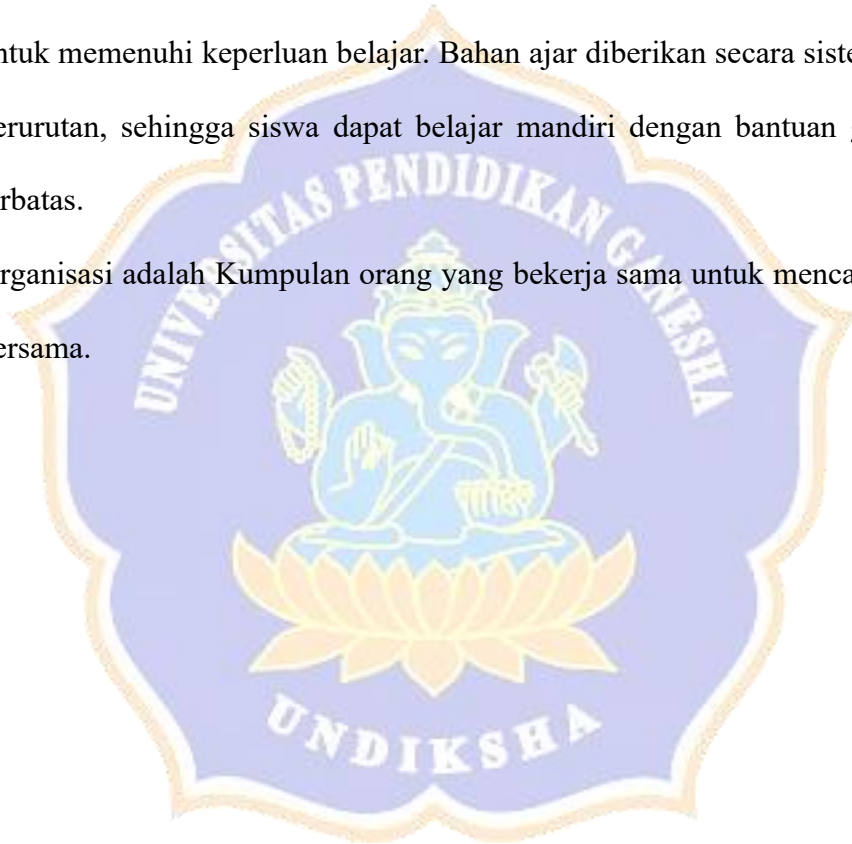 ntuk memenuhi keperluan belajar. Bahan ajar diberikan secara siste
erurutan, sehingga siswa dapat belajar mandiri dengan bantuan
rbatas.
rganisasi adalah Kumpulan orang yang bekerja sama untuk menca
ersama.
UNIVERSITAS PENDIDIKAN GANESHA
UNDIKSHA